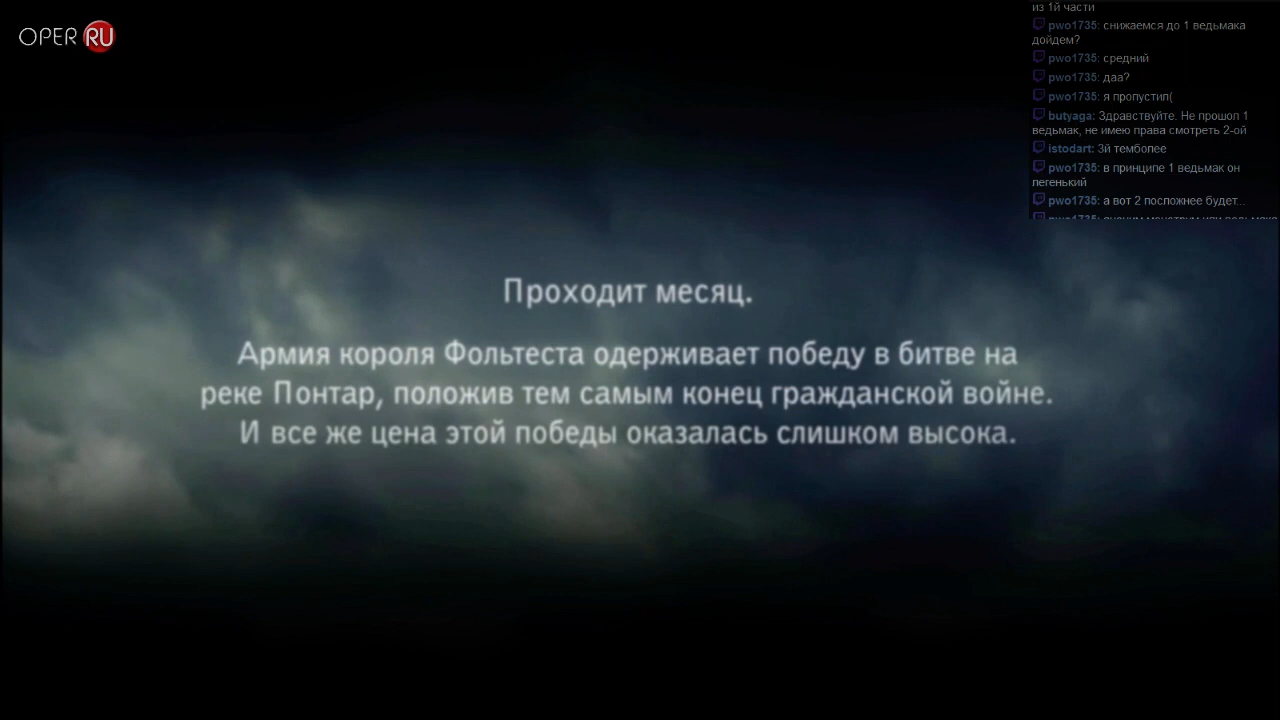 OPER RU
из 1й части
pwo1735: снижаемся до 1 ведьмака
дойдем?
pwo1735: средний
pwo1735: даа?
pwo1735: я пропустил(
butyaga: Здравствуйте. Не прошол 1
ведьмак, не имею права смотреть 2-ой
istodart: 3й темболее
pwo1735: в принципе 1 ведьмак он
легенький
pwo1735: а вот 2 посложнее будет...
pwo1735:
Проходит месяц.
Армия короля Фольтеста одерживает победу в битве на
реке Понтар, положив тем самым конец гражданской войне.
И все же цена этой победы оказалась слишком высока.